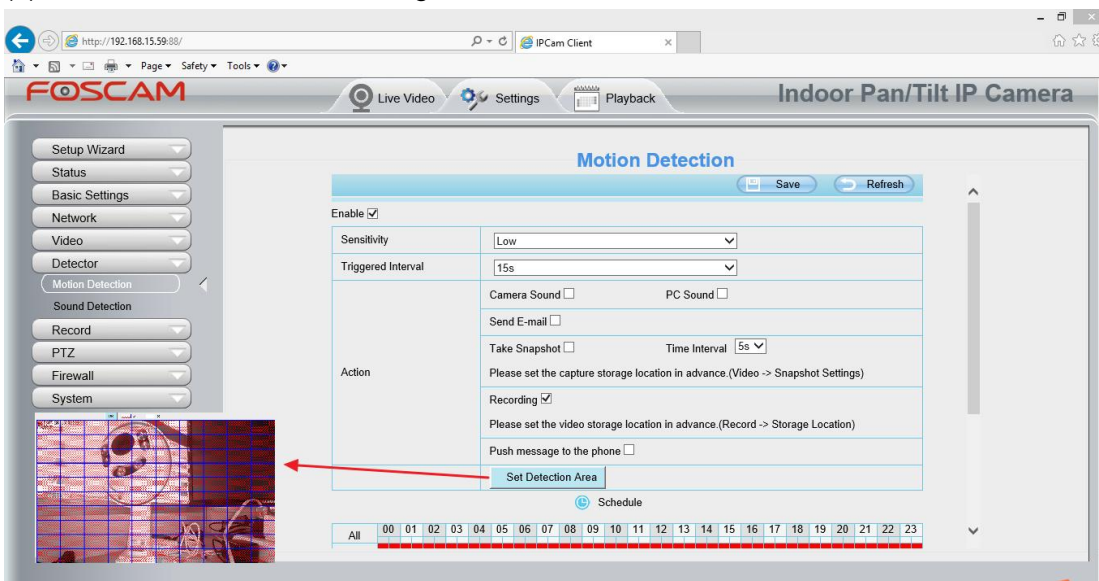 http://192.168.15.59:88/
IPCam Client
Page Safety Tools
FOSCAM
Live Video
Settings
Playback
Indoor Pan/Tilt IP Camera
Setup Wizard
Status
Basic Settings
Network
Video
Detector
Motion Detection
Sound Detection
Record
PTZ
Firewall
System
Motion Detection
Save Refresh
Enable
Sensitivity Low
Triggered Interval 15s
Action
Camera Sound PC Sound
Send E-mail
Take Snapshot Time Interval 5s
Please set the capture storage location in advance.(Video -> Snapshot Settings)
Recording
Please set the video storage location in advance.(Record -> Storage Location)
Push message to the phone
Set Detection Area
Schedule
All 00 01 02 03 04 05 06 07 08 09 10 11 12 13 14 15 16 17 18 19 20 21 22 23